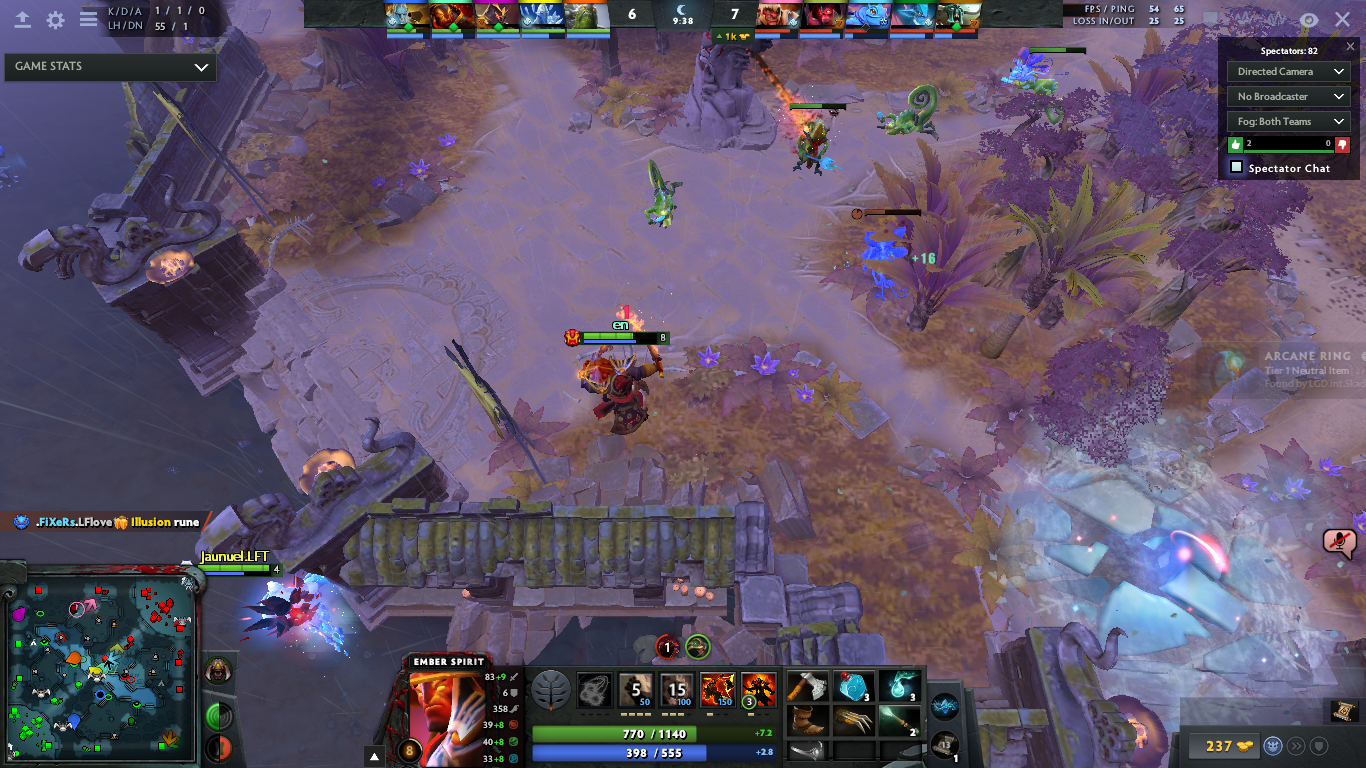 K/D/A 1 / 1 / 0
LH/DN 55 / 1
6 9:38 7
1k
FPS / PING 54 65
LOSS IN/OUT 25 25
GAME STATS
Spectators: 82
Directed Camera
No Broadcaster
Fog: Both Teams
2 0
Spectator Chat
+16
1
en
8
ARCANE RING
Tier 1 Neutral Item
.FiXeRs.LFlove Illusion rune
Jaunuel.LFT
4
1
EMBER SPIRIT
83+9
6
358
39+8
40+8
33+8
8
5 50
15 100
150
3
770 / 1140 +7.2
398 / 555 +2.8
3
3
2
13
1
237